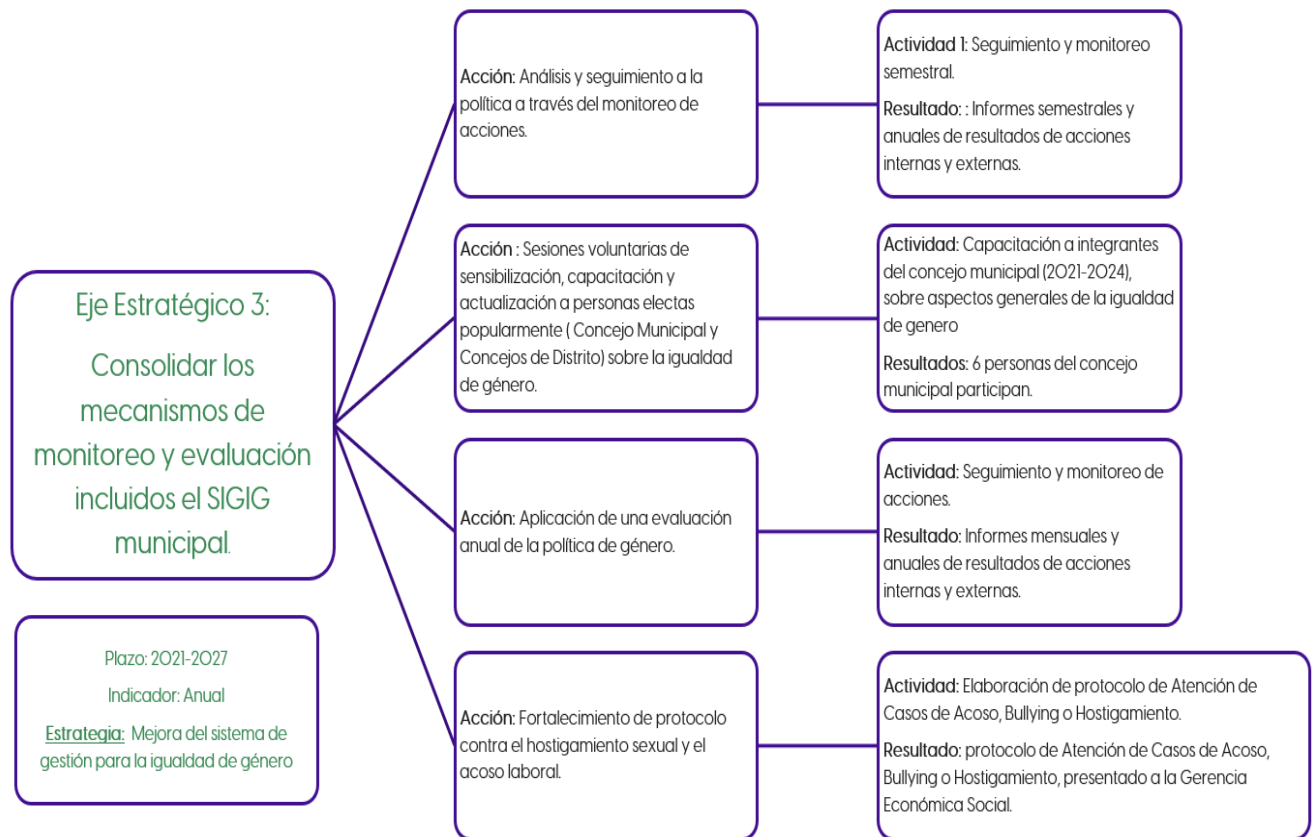 Eje Estratégico 3:
Consolidar los
mecanismos de
monitoreo y evaluación
incluidos el SIGIG
municipal.
Plazo: 2021-2027
Indicador: Anual
Estrategia: Mejora del sistema de
gestión para la igualdad de género
Acción: Análisis y seguimiento a la
política a través del monitoreo de
acciones.
Actividad 1: Seguimiento y monitoreo
semestral.
Resultado: : Informes semestrales y
anuales de resultados de acciones
internas y externas.
Acción : Sesiones voluntarias de
sensibilización, capacitación y
actualización a personas electas
popularmente ( Concejo Municipal y
Concejos de Distrito) sobre la igualdad
de género.
Actividad: Capacitación a integrantes
del concejo municipal (2021-2024),
sobre aspectos generales de la igualdad
de genero
Resultados: 6 personas del concejo
municipal participan.
Acción: Aplicación de una evaluación
anual de la política de género.
Actividad: Seguimiento y monitoreo de
acciones.
Resultado: Informes mensuales y
anuales de resultados de acciones
internas y externas.
Acción: Fortalecimiento de protocolo
contra el hostigamiento sexual y el
acoso laboral.
Actividad: Elaboración de protocolo de Atención de
Casos de Acoso, Bullying o Hostigamiento.
Resultado: protocolo de Atención de Casos de Acoso,
Bullying o Hostigamiento, presentado a la Gerencia
Económica Social.